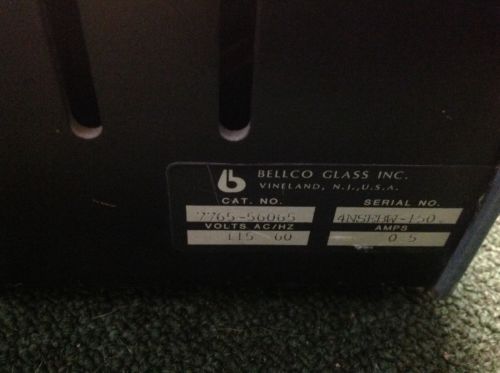 BELLCO GLASS INC.
VINELAND, N.J., U.S.A.
CAT. NO. SERIAL NO.
7765-56065
VOLTS AC/HZ AMPS
115 60 0.5